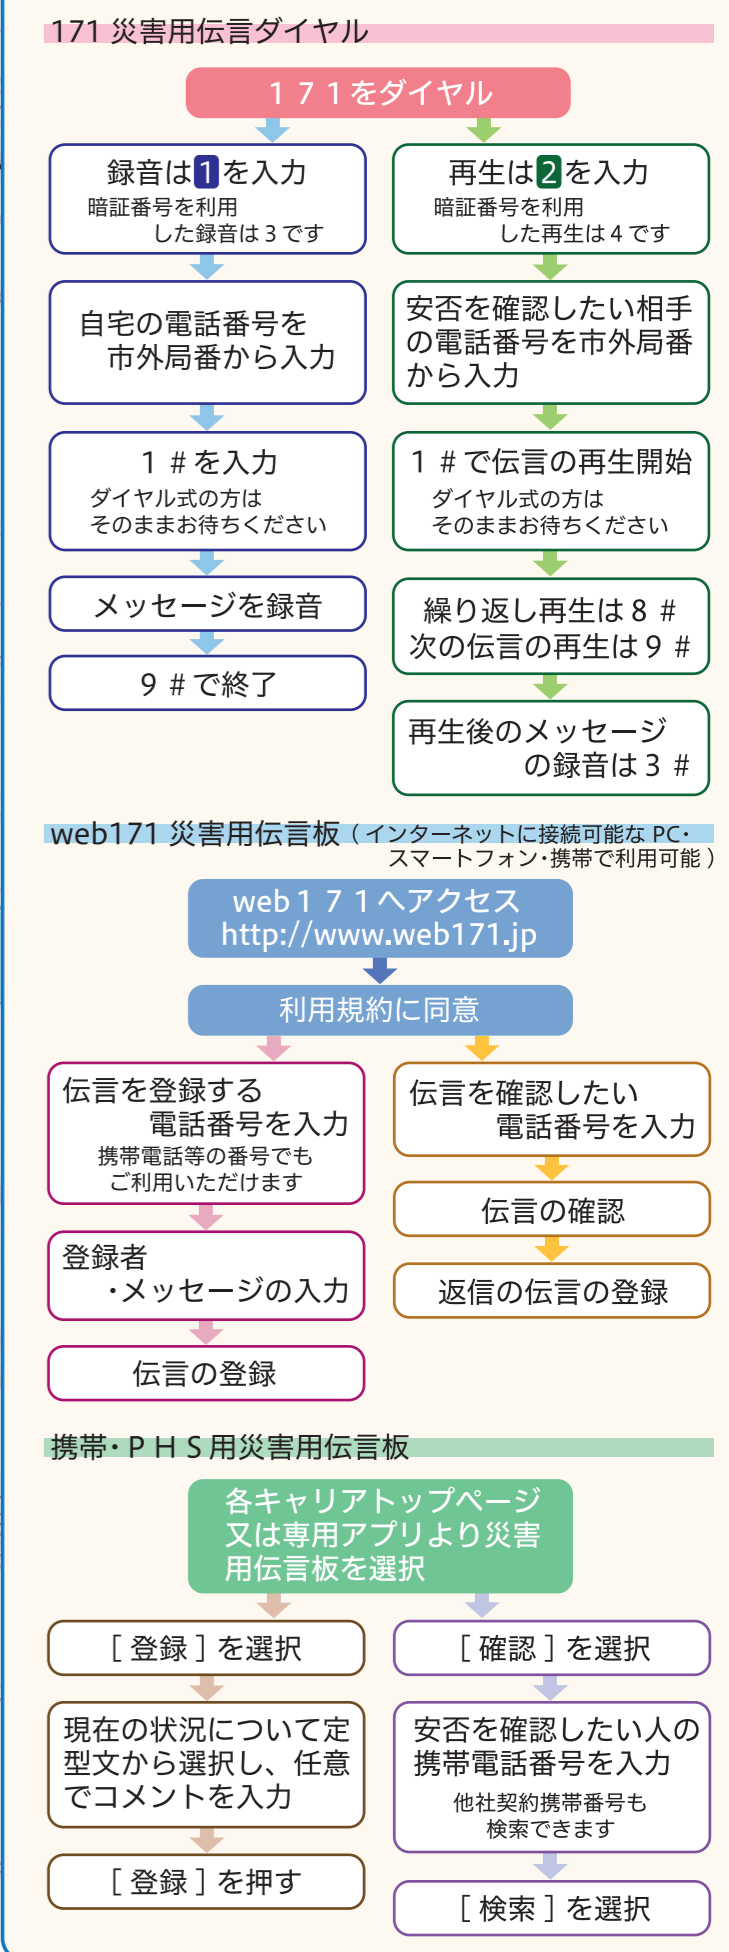 171 災害用伝言ダイヤル
１７１をダイヤル
録音は1を入力
暗証番号を利用
した録音は３です
自宅の電話番号を
市外局番から入力
１＃を入力
ダイヤル式の方は
そのままお待ちください
メッセージを録音
９＃で終了
再生は2を入力
暗証番号を利用
した再生は４です
安否を確認したい相手
の電話番号を市外局番
から入力
１＃で伝言の再生開始
ダイヤル式の方は
そのままお待ちください
繰り返し再生は８＃
次の伝言の再生は９＃
再生後のメッセージ
の録音は３＃
web171 災害用伝言板（インターネットに接続可能な PC・
スマートフォン・携帯で利用可能）
web１７１へアクセス
http://www.web171.jp
利用規約に同意
伝言を登録する
電話番号を入力
携帯電話等の番号でも
ご利用いただけます
登録者
・メッセージの入力
伝言の登録
伝言を確認したい
電話番号を入力
伝言の確認
返信の伝言の登録
携帯・ＰＨＳ用災害用伝言板
各キャリアトップページ
又は専用アプリより災害
用伝言板を選択
［登録］を選択
現在の状況について定
型文から選択し、任意
でコメントを入力
［登録］を押す
［確認］を選択
安否を確認したい人の
携帯電話番号を入力
他社契約携帯番号も
検索できます
［検索］を選択